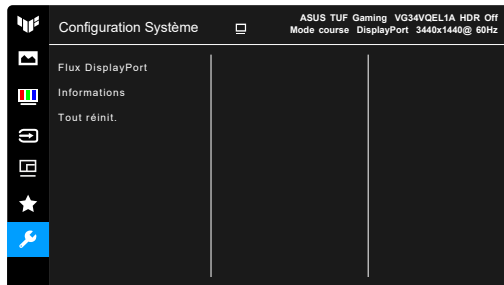 Configuration Système
ASUS TUF Gaming VG34VQEL1A HDR Off
Mode course DisplayPort 3440x1440@ 60Hz
Flux DisplayPort
Informations
Tout réinit.